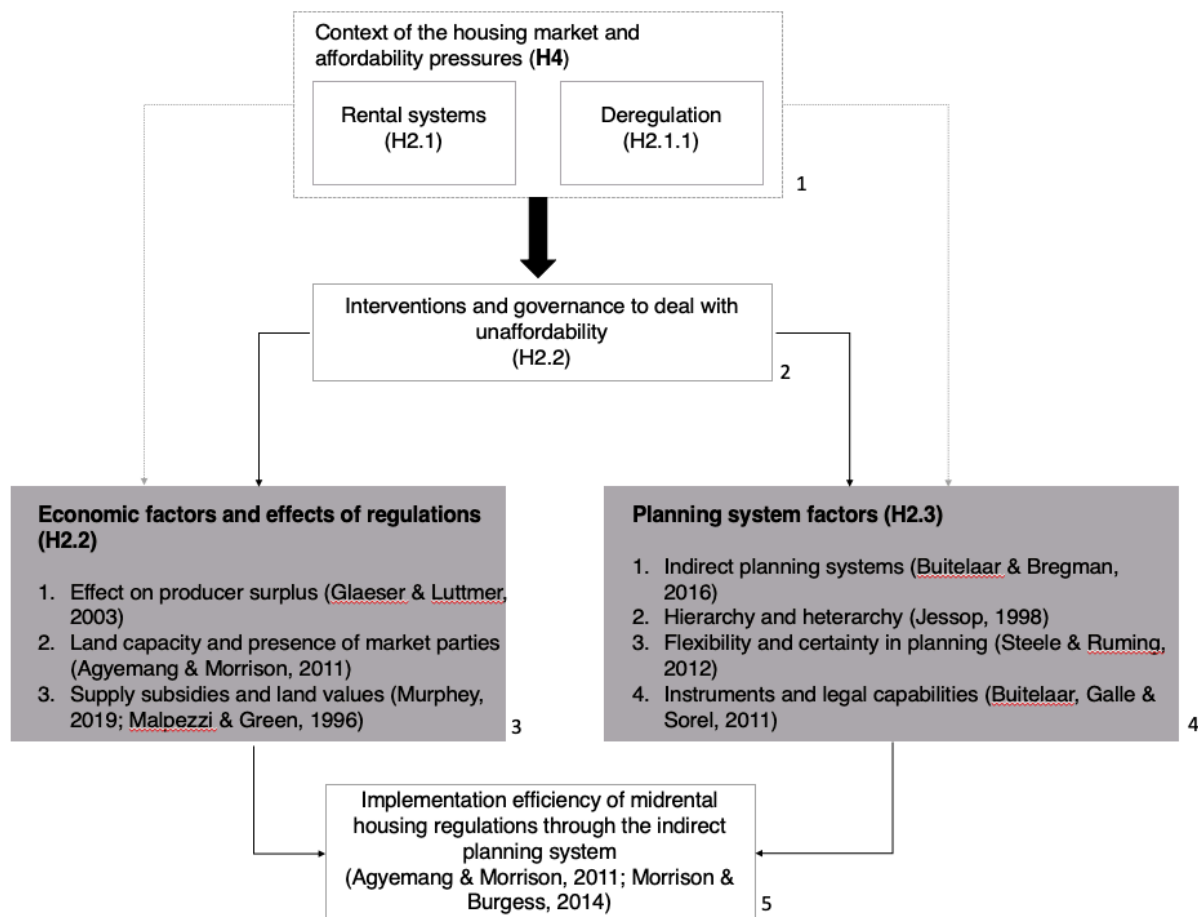 Context of the housing market and
affordability pressures (H4)
Rental systems
(H2.1)
Deregulation
(H2.1.1)
1
Interventions and governance to deal with
unaffordability
(H2.2)
2
Economic factors and effects of regulations
(H2.2)
1. Effect on producer surplus (Glaeser & Luttmer,
2003)
2. Land capacity and presence of market parties
(Agyemang & Morrison, 2011)
3. Supply subsidies and land values (Murphey,
2019; Malpezzi & Green, 1996)
3
Planning system factors (H2.3)
1. Indirect planning systems (Buitelaar & Bregman,
2016)
2. Hierarchy and heterarchy (Jessop, 1998)
3. Flexibility and certainty in planning (Steele & Ruming,
2012)
4. Instruments and legal capabilities (Buitelaar, Galle &
Sorel, 2011)
4
Implementation efficiency of midrental
housing regulations through the indirect
planning system
(Agyemang & Morrison, 2011; Morrison &
Burgess, 2014)
5